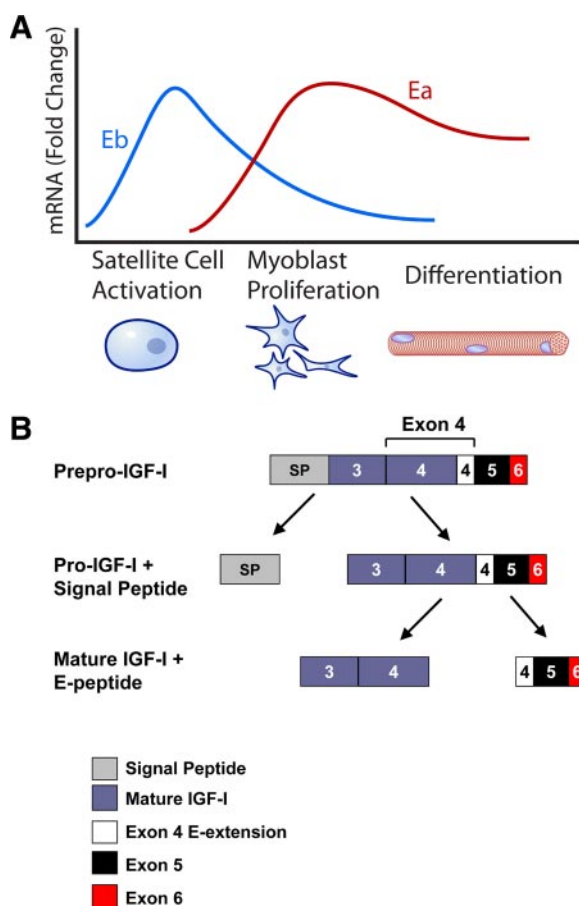 A
mRNA (Fold Change)
Eb
Ea
Satellite Cell
Activation
Myoblast
Proliferation
Differentiation
B
Exon 4
Prepro-IGF-I
SP 3 4 4 5 6
Pro-IGF-I +
Signal Peptide
SP 3 4 4 5 6
Mature IGF-I +
E-peptide
3 4 4 5 6
Signal Peptide
Mature IGF-I
Exon 4 E-extension
Exon 5
Exon 6